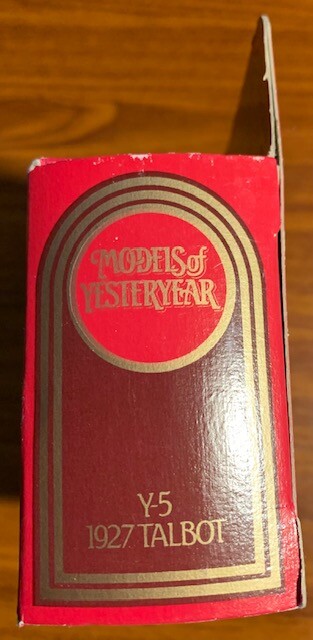 MODELS of
YESTERYEAR
Y-5
1927 TALBOT